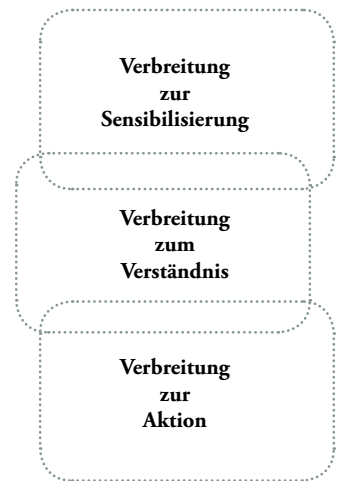 Verbreitung
zur
Sensibilisierung
Verbreitung
zum
Verständnis
Verbreitung
zur
Aktion